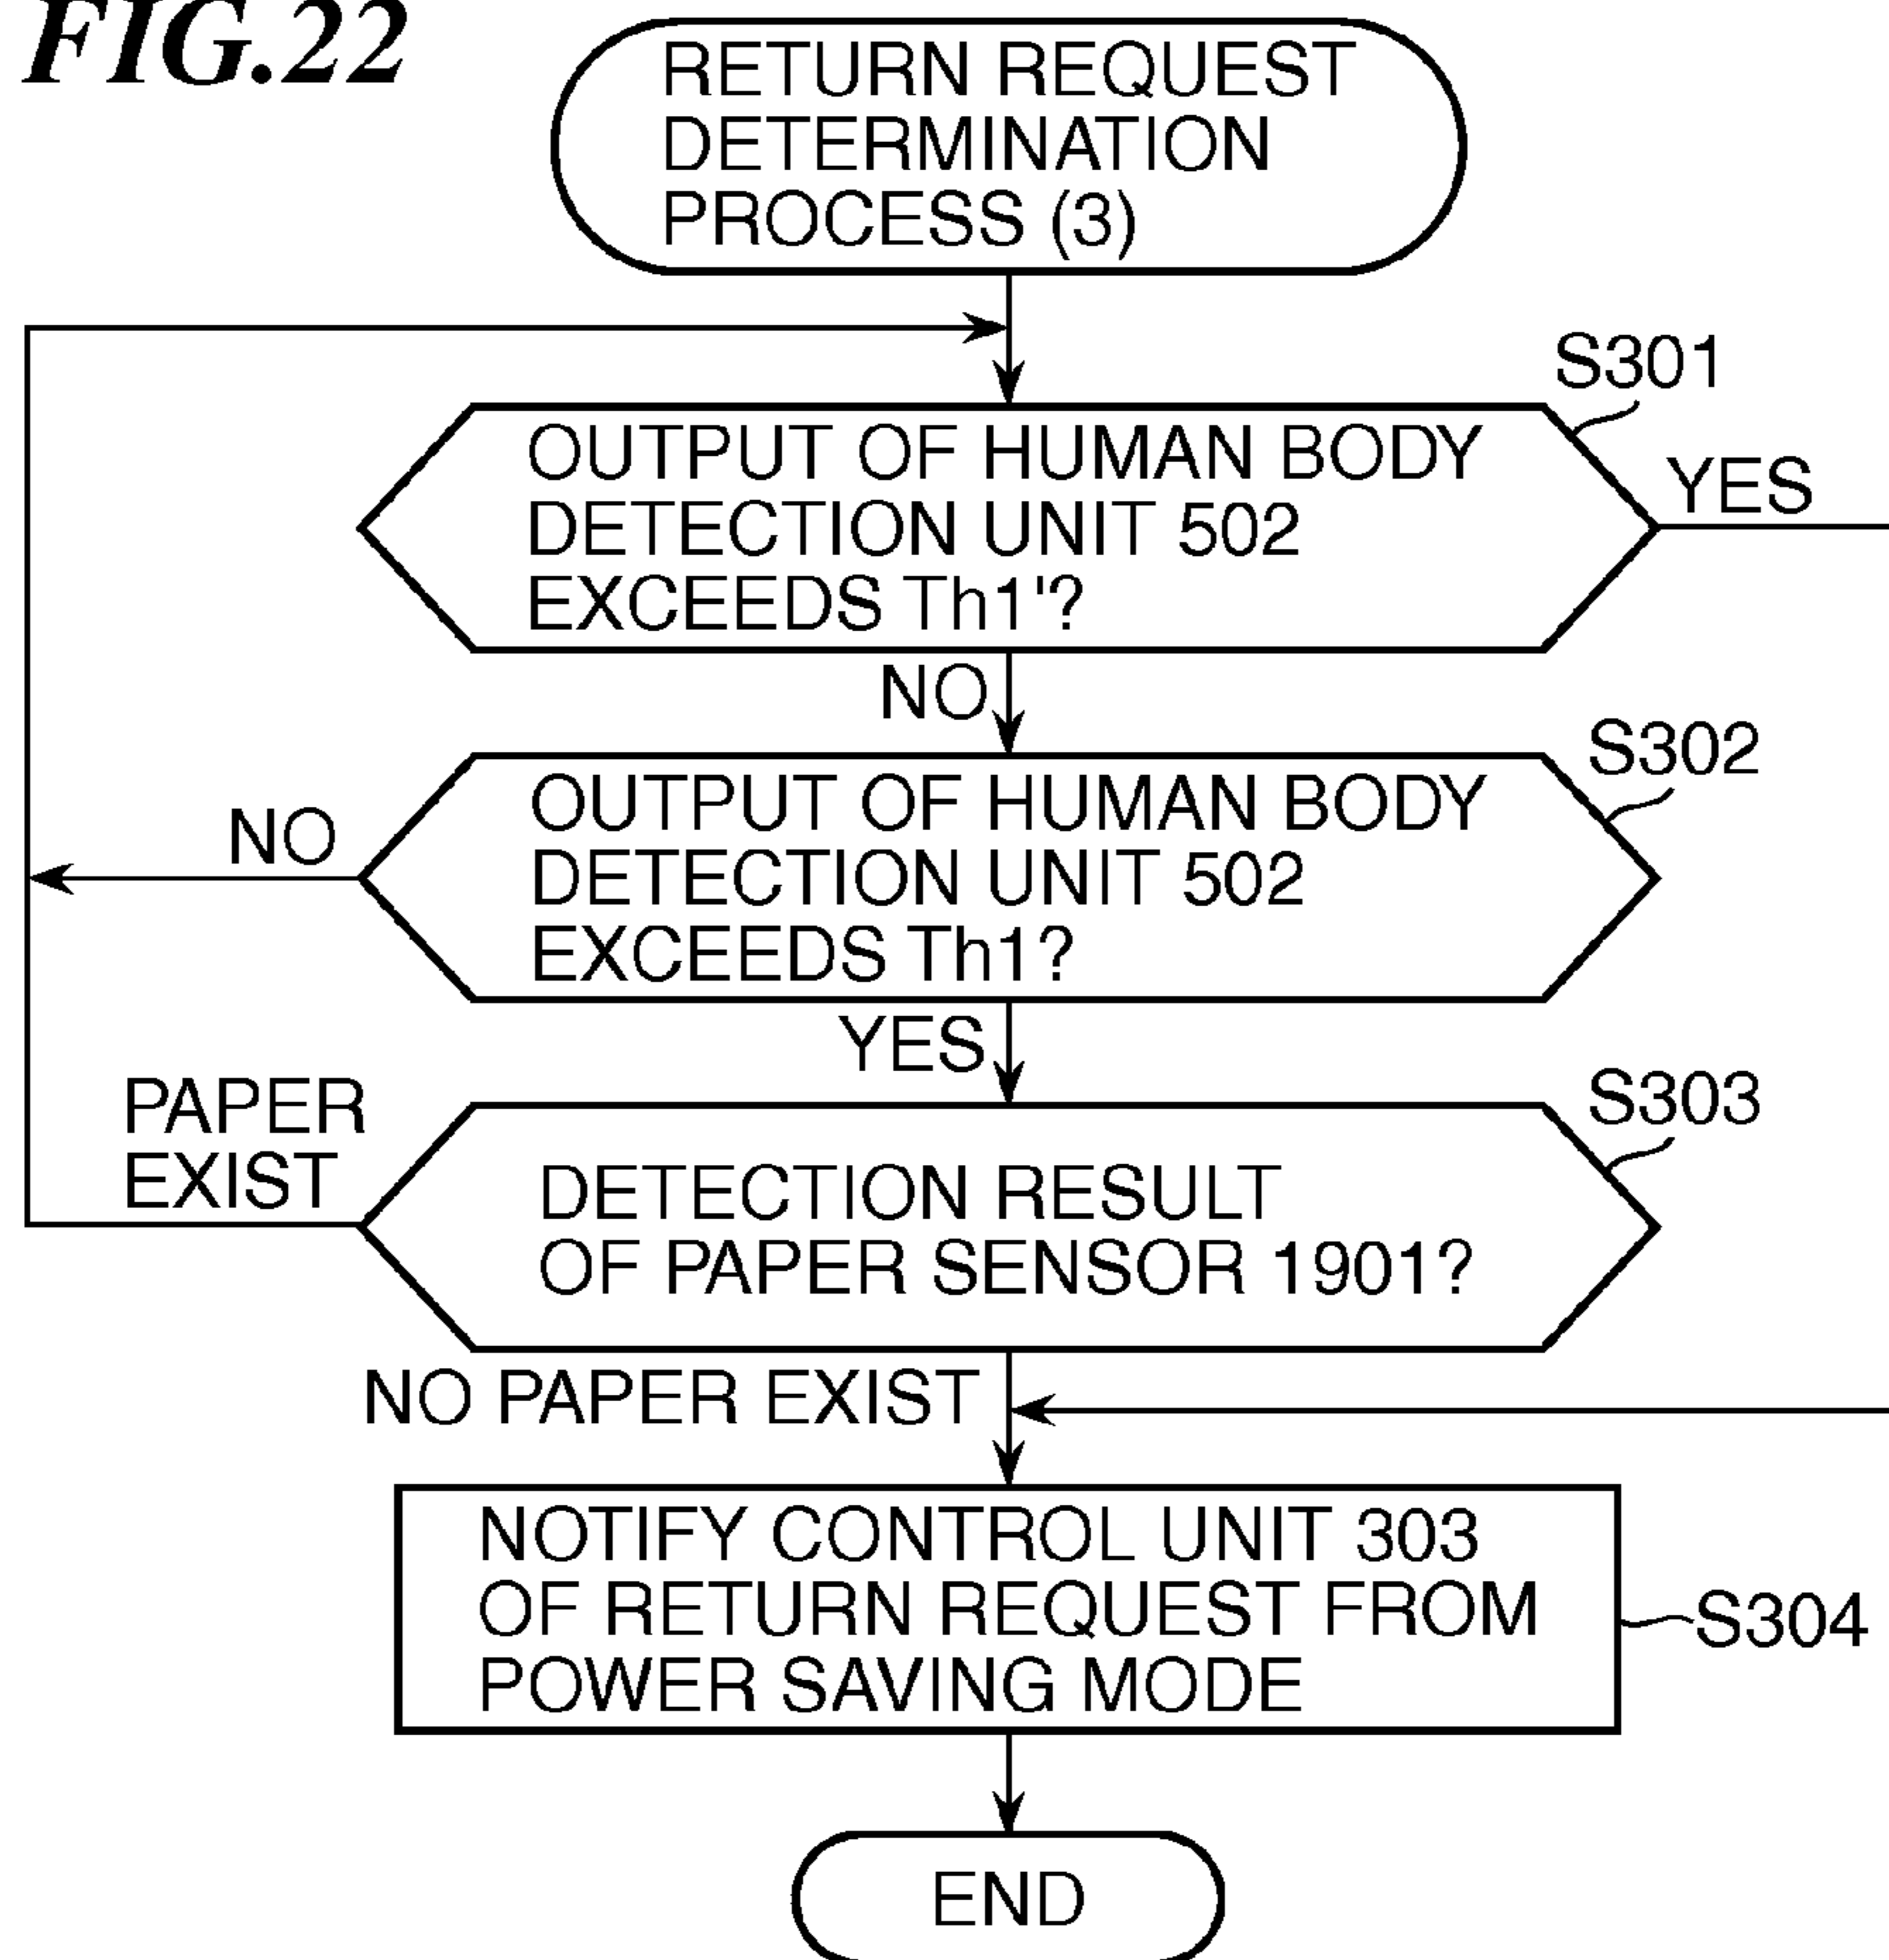 FIG.22
RETURN REQUEST
DETERMINATION
PROCESS (3)
S301
OUTPUT OF HUMAN BODY
DETECTION UNIT 502
EXCEEDS Th1'?
YES
NO
S302
OUTPUT OF HUMAN BODY
DETECTION UNIT 502
EXCEEDS Th1?
NO
YES
S303
PAPER
EXIST
DETECTION RESULT
OF PAPER SENSOR 1901?
NO PAPER EXIST
NOTIFY CONTROL UNIT 303
OF RETURN REQUEST FROM
POWER SAVING MODE
S304
END